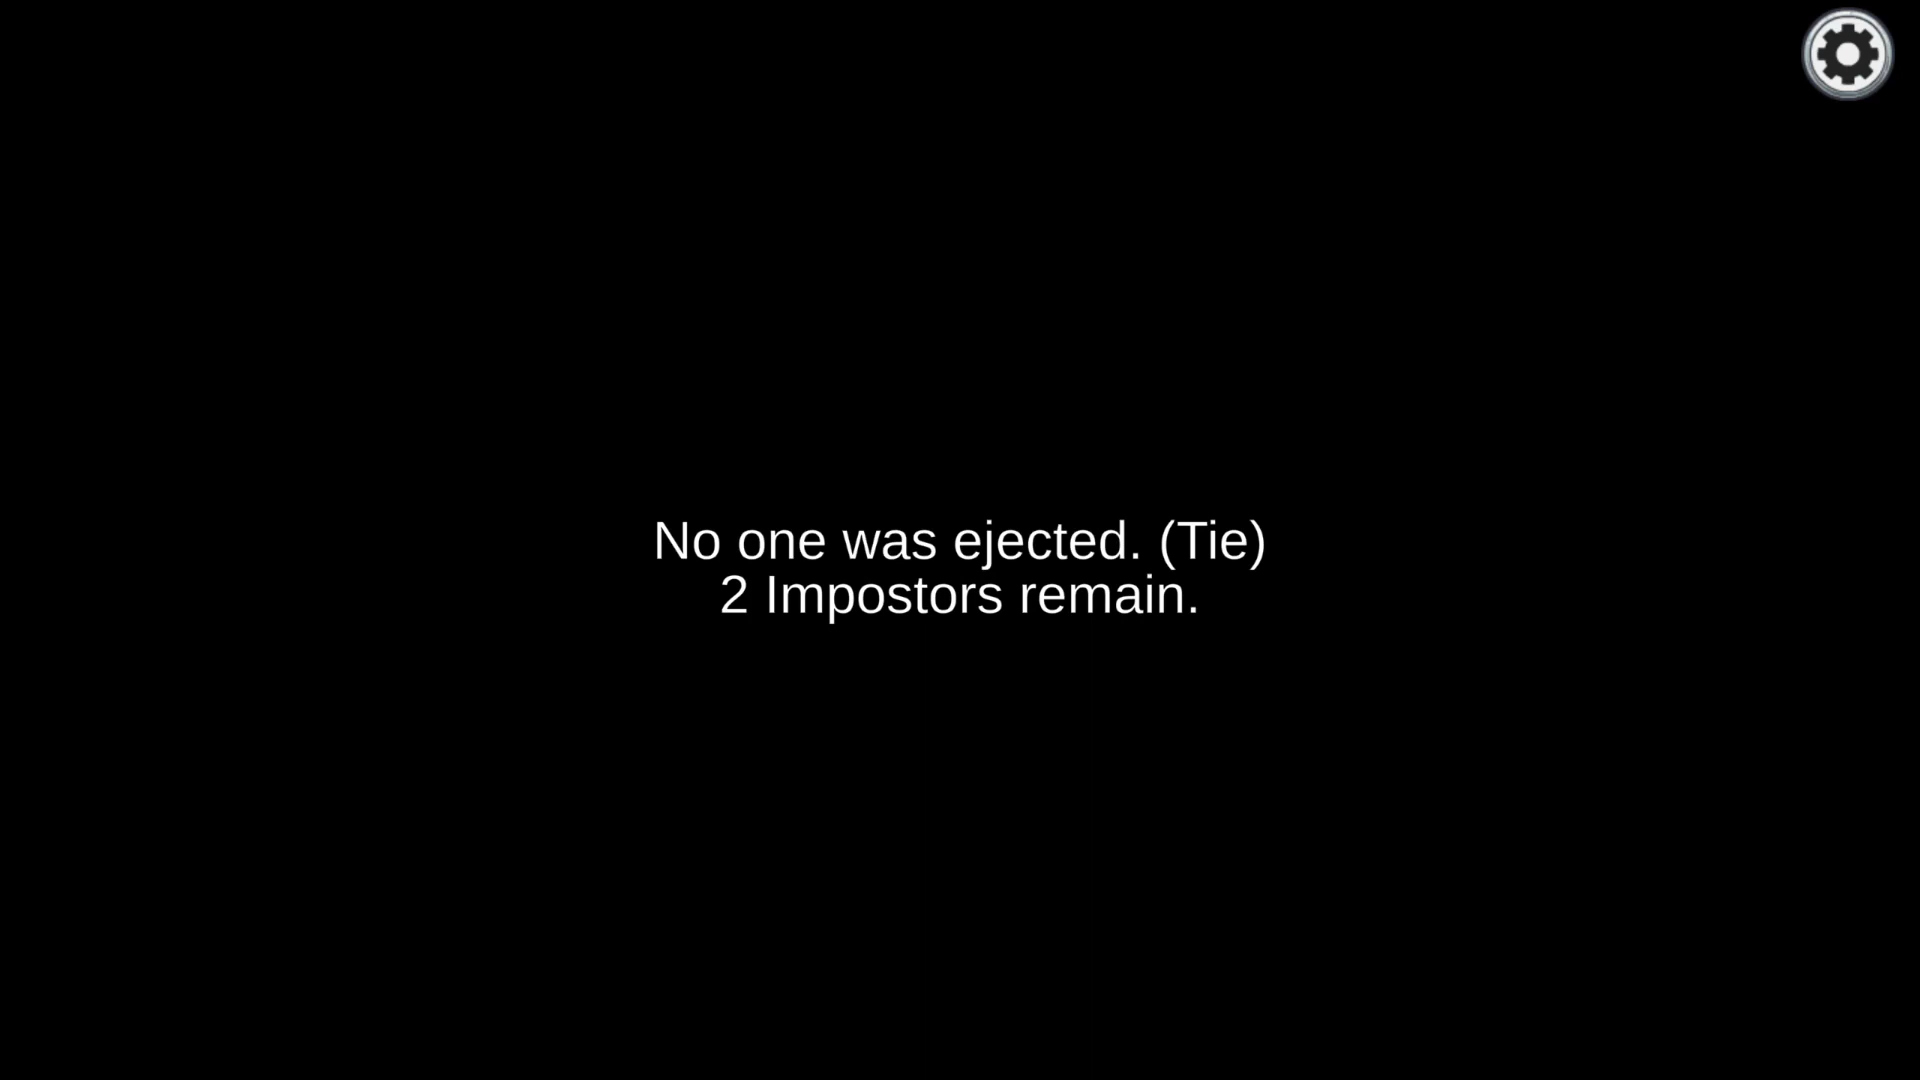 No one was ejected. (Tie)
2 Impostors remain.